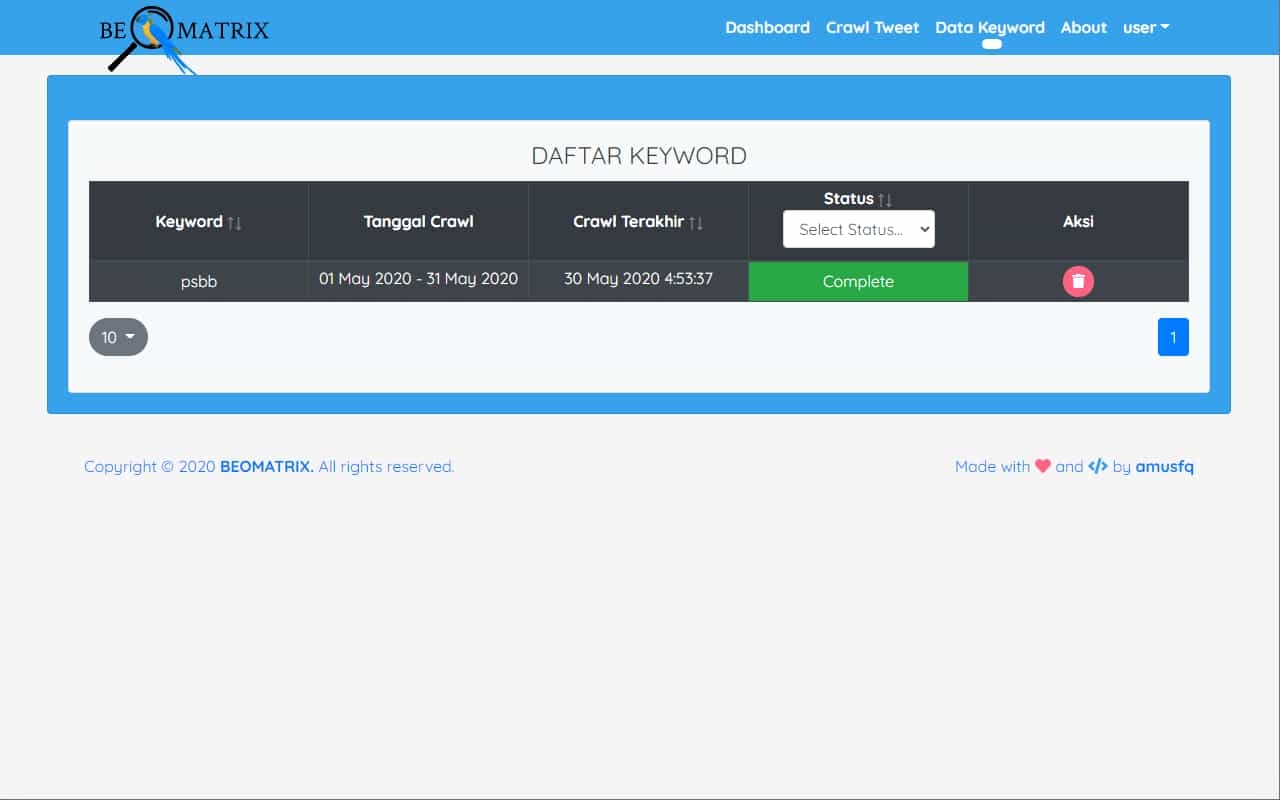 BEOMATRIX
Dashboard Crawl Tweet Data Keyword About user
DAFTAR KEYWORD
Keyword Tanggal Crawl Crawl Terakhir Status Aksi
Select Status...
psbb 01 May 2020 - 31 May 2020 30 May 2020 4:53:37 Complete
10 1
Copyright © 2020 BEOMATRIX. All rights reserved. Made with ❤ and </> by amusfq